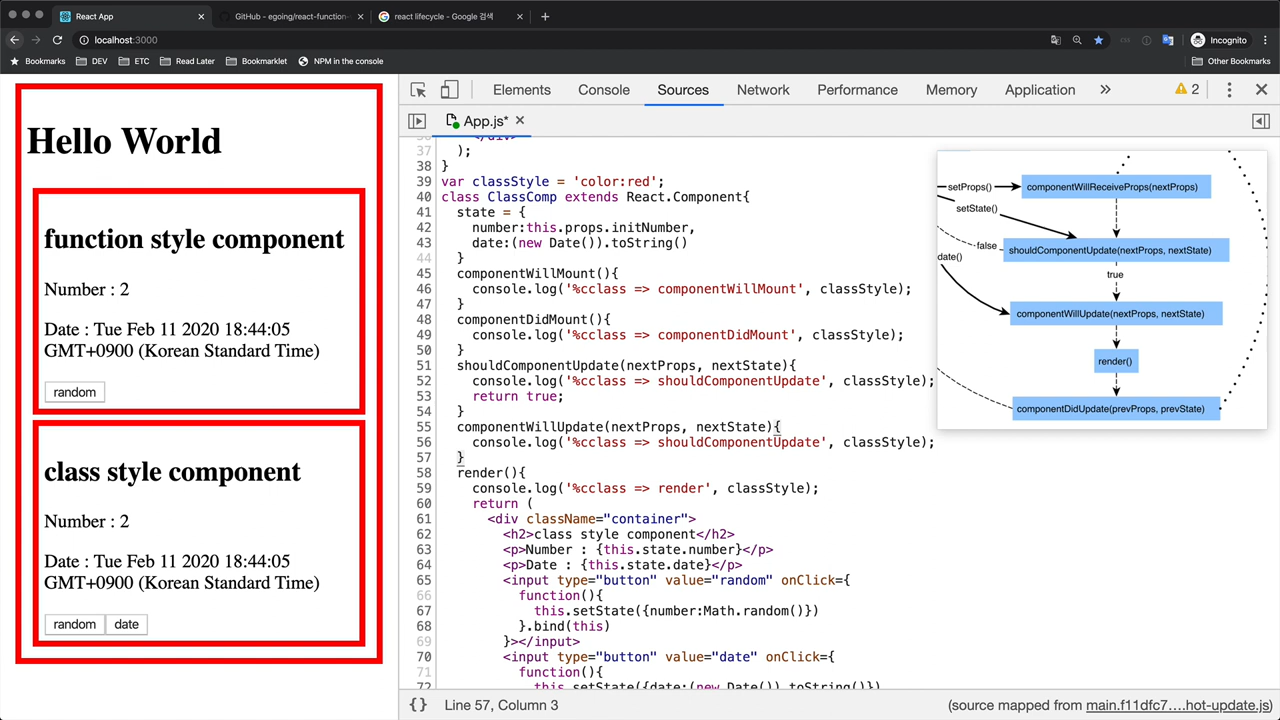 React App
GitHub - egoing/react-function-
react lifecycle - Google 검색
localhost:3000
Incognito
Bookmarks
DEV
ETC
Read Later
Bookmarklet
NPM in the console
Other Bookmarks
Hello World
function style component
Number : 2
Date : Tue Feb 11 2020 18:44:05
GMT+0900 (Korean Standard Time)
random
class style component
Number : 2
Date : Tue Feb 11 2020 18:44:05
GMT+0900 (Korean Standard Time)
random
date
Elements
Console
Sources
Network
Performance
Memory
Application
2
App.js*
37 );
38 }
39 var classStyle = 'color:red';
40 class ClassComp extends React.Component{
41 state = {
42 number:this.props.initNumber,
43 date:(new Date()).toString()
44 }
45 componentWillMount(){
46 console.log('%cclass => componentWillMount', classStyle);
47 }
48 componentDidMount(){
49 console.log('%cclass => componentDidMount', classStyle);
50 }
51 shouldComponentUpdate(nextProps, nextState){
52 console.log('%cclass => shouldComponentUpdate', classStyle);
53 return true;
54 }
55 componentWillUpdate(nextProps, nextState){
56 console.log('%cclass => shouldComponentUpdate', classStyle);
57 }
58 render(){
59 console.log('%cclass => render', classStyle);
60 return (
61 <div className="container">
62 <h2>class style component</h2>
63 <p>Number : {this.state.number}</p>
64 <p>Date : {this.state.date}</p>
65 <input type="button" value="random" onClick={
66 function(){
67 this.setState({number:Math.random()})
68 }.bind(this)
69 }></input>
70 <input type="button" value="date" onClick={
71 function(){
72 this.setState({date:(new Date()).toString()})
setProps()
componentWillReceiveProps(nextProps)
setState()
false
shouldComponentUpdate(nextProps, nextState)
date()
true
componentWillUpdate(nextProps, nextState)
render()
componentDidUpdate(prevProps, prevState)
{} Line 57, Column 3
(source mapped from main.f11dfc7….hot-update.js)